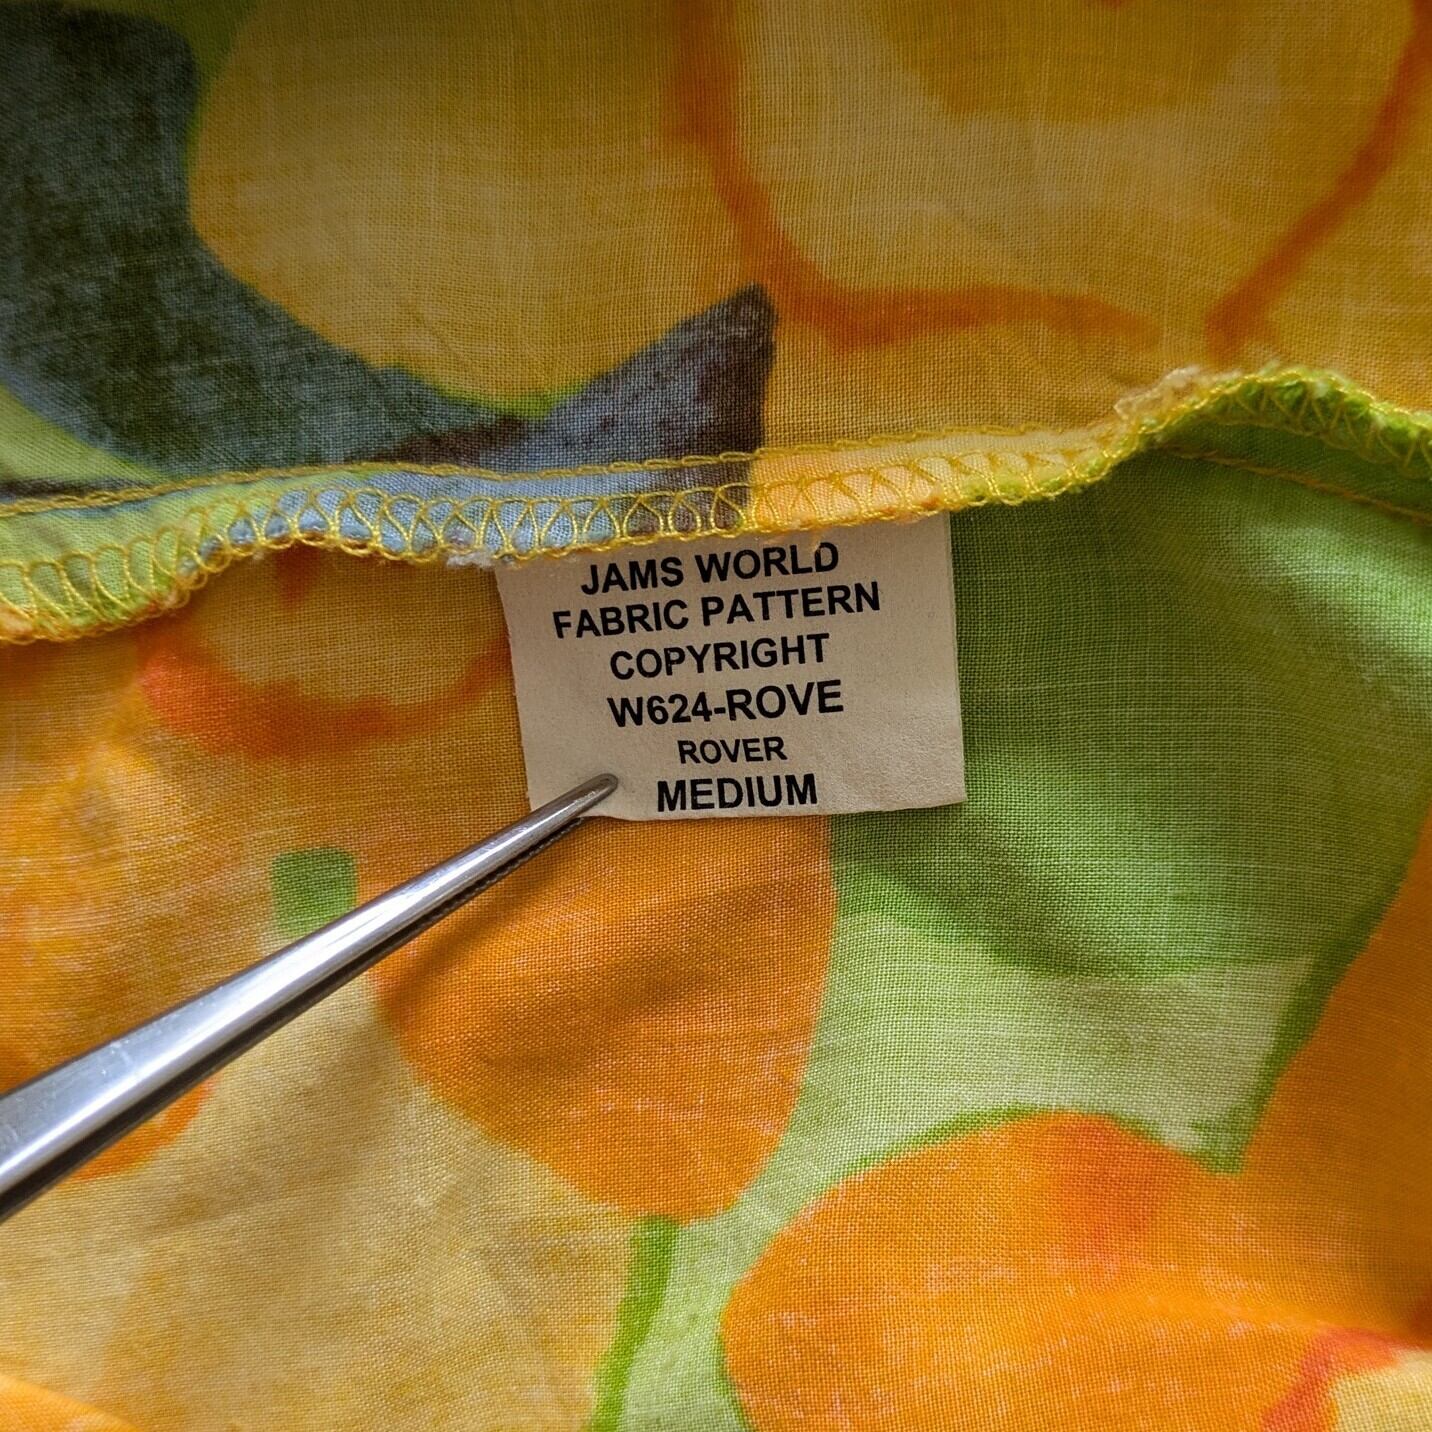 JAMS WORLD
FABRIC PATTERN
COPYRIGHT
W624-ROVE
ROVER
MEDIUM